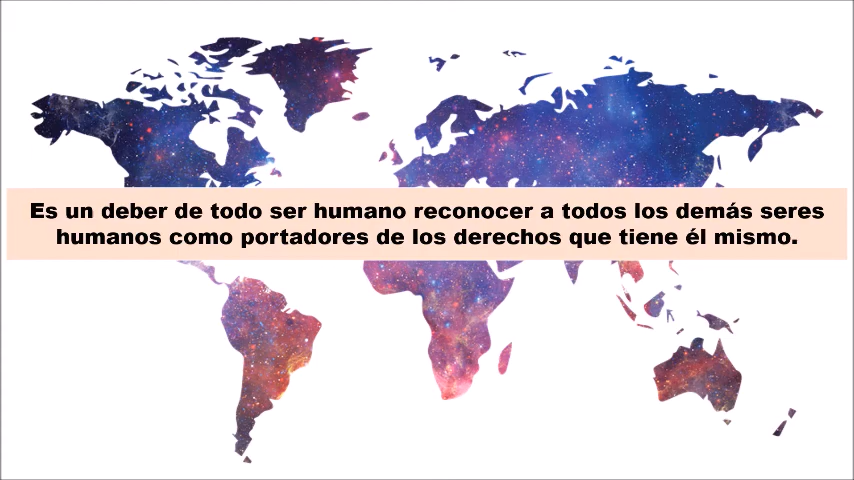 Es un deber de todo ser humano reconocer a todos los demás seres
humanos como portadores de los derechos que tiene él mismo.